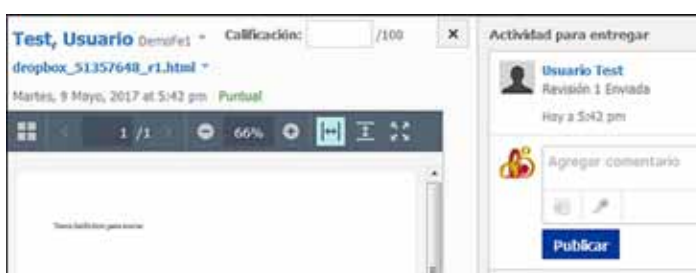 Test, Usuario DemoFe1
Calificación: /100
dropbox_51357648_r1.html
Martes, 9 Mayo, 2017 at 5:42 pm Puntual
1 /1
66%
Actividad para entregar
Usuario Test
Revisión 1 Enviada
Hoy a 5:42 pm
Agregar comentario
Publicar